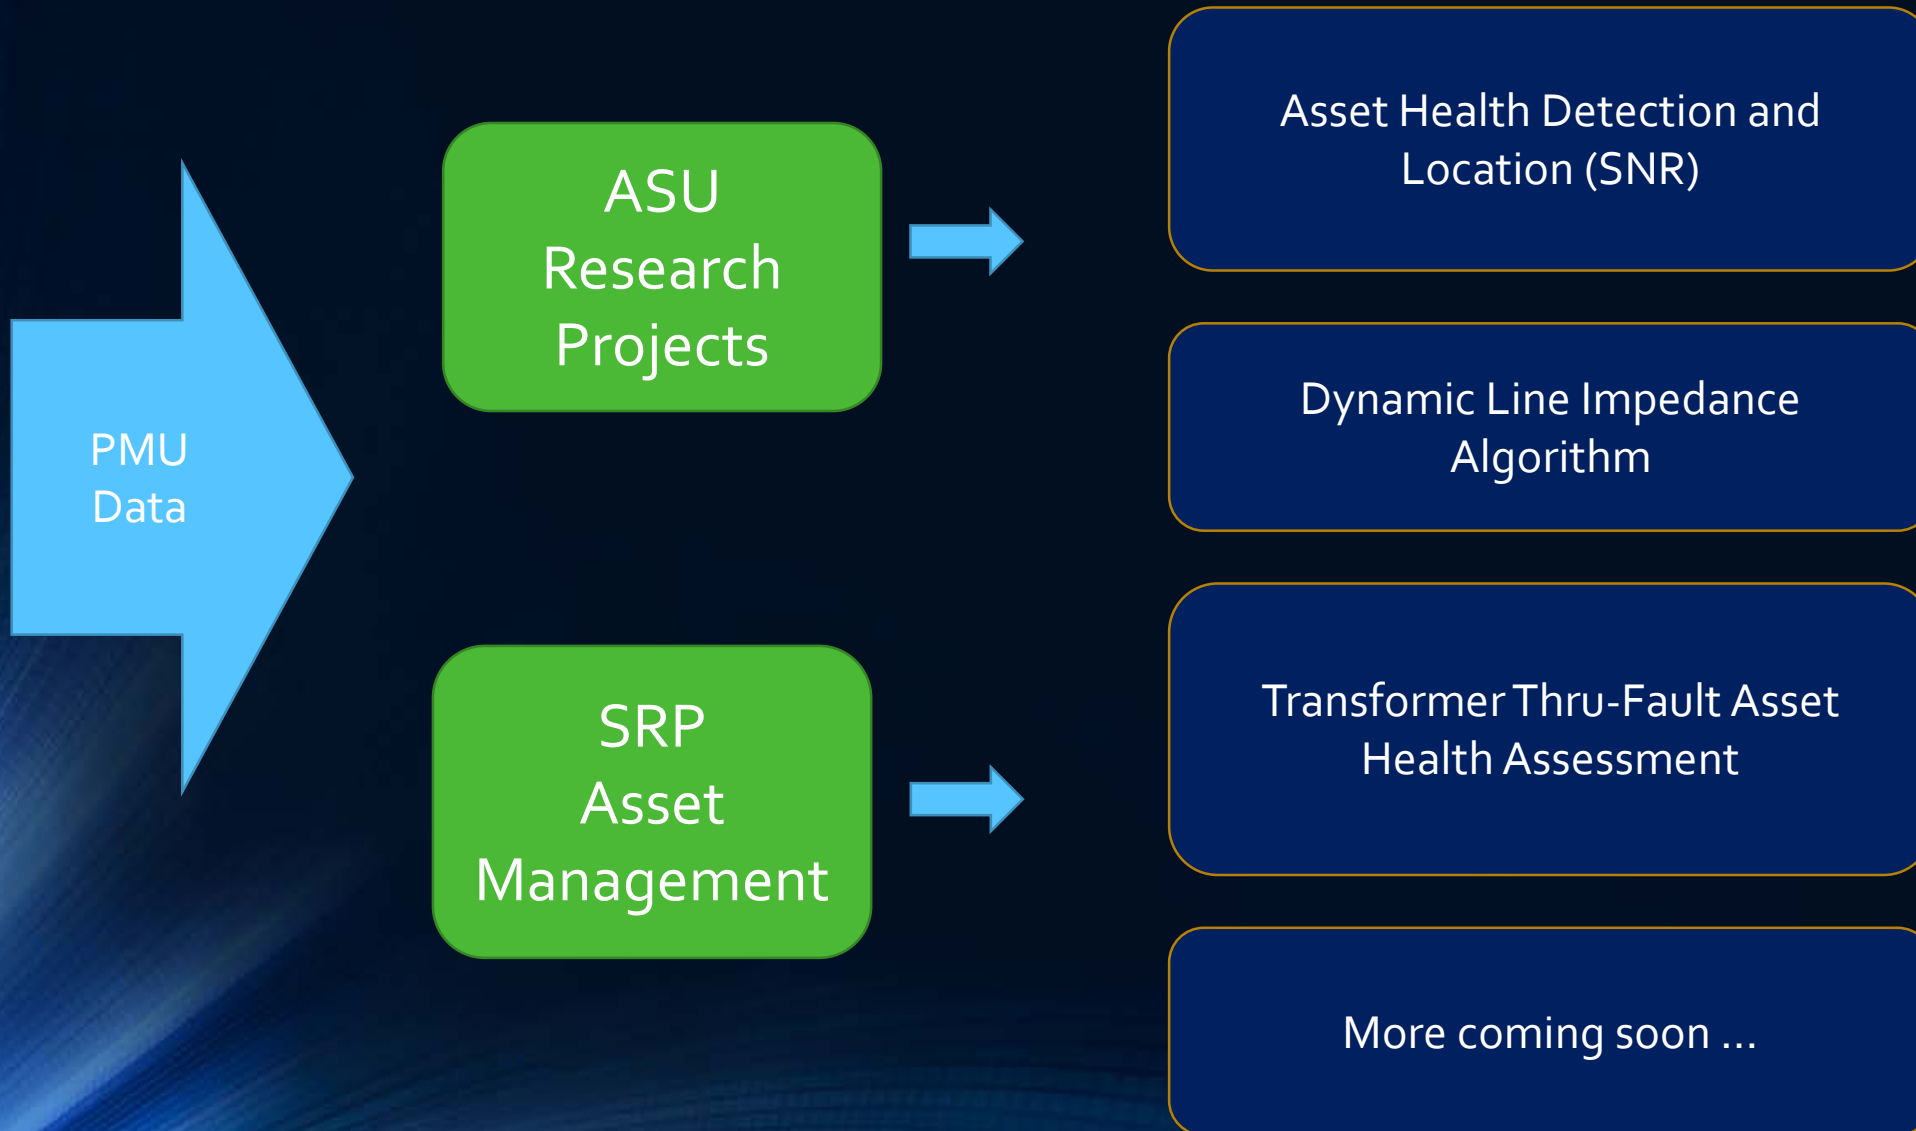 PMU
Data
ASU
Research
Projects
SRP
Asset
Management
Asset Health Detection and
Location (SNR)
Dynamic Line Impedance
Algorithm
Transformer Thru-Fault Asset
Health Assessment
More coming soon ...